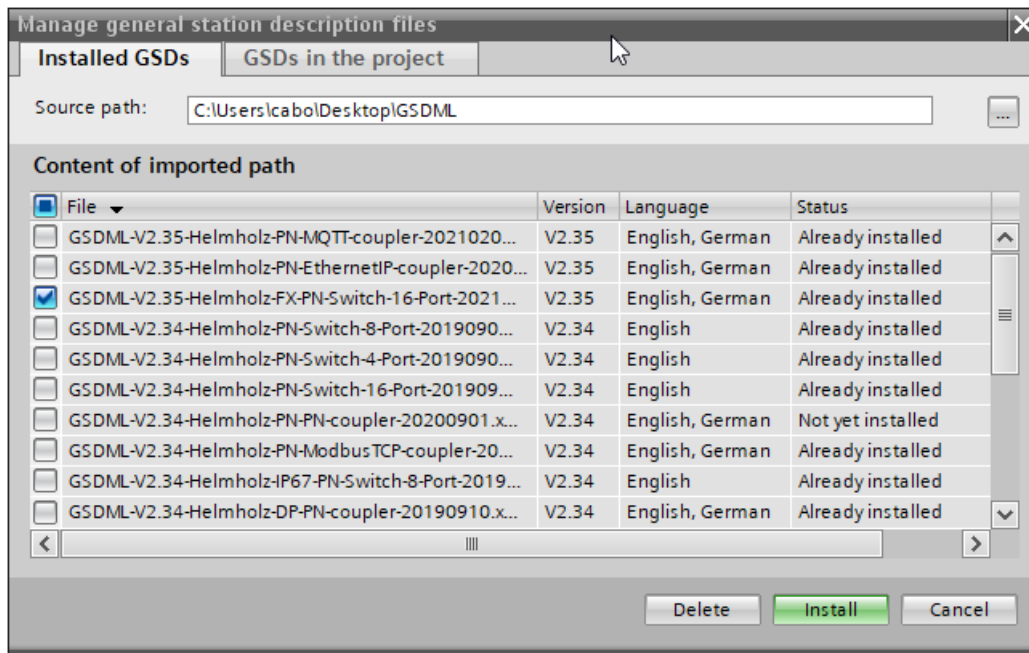 Manage general station description files
Installed GSDs GSDs in the project
Source path: C:\Users\cabo\Desktop\GSDML ...
Content of imported path
File Version Language Status
GSDML-V2.35-Helmholz-PN-MQTT-coupler-2021020... V2.35 English, German Already installed
GSDML-V2.35-Helmholz-PN-EthernetIP-coupler-2020... V2.35 English, German Already installed
GSDML-V2.35-Helmholz-FX-PN-Switch-16-Port-2021... V2.35 English, German Already installed
GSDML-V2.34-Helmholz-PN-Switch-8-Port-2019090... V2.34 English Already installed
GSDML-V2.34-Helmholz-PN-Switch-4-Port-2019090... V2.34 English Already installed
GSDML-V2.34-Helmholz-PN-Switch-16-Port-201909... V2.34 English Already installed
GSDML-V2.34-Helmholz-PN-PN-coupler-20200901.x... V2.34 English, German Not yet installed
GSDML-V2.34-Helmholz-PN-ModbusTCP-coupler-20... V2.34 English, German Already installed
GSDML-V2.34-Helmholz-IP67-PN-Switch-8-Port-2019... V2.34 English Already installed
GSDML-V2.34-Helmholz-DP-PN-coupler-20190910.x... V2.34 English, German Already installed
Delete Install Cancel